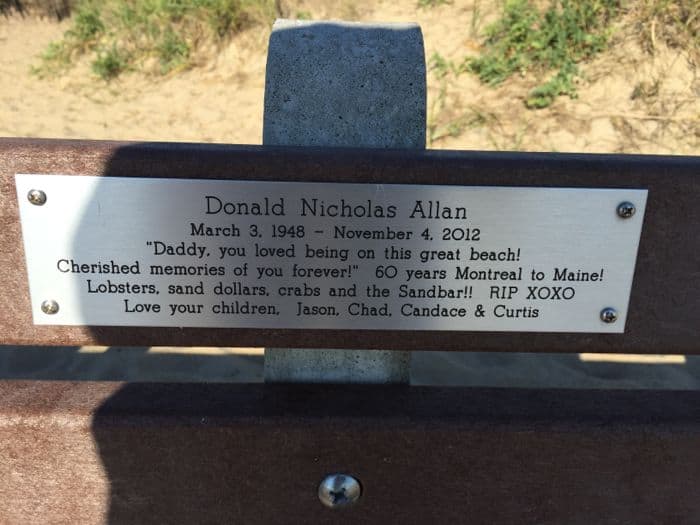 Donald Nicholas Allan
March 3, 1948 - November 4, 2012
"Daddy, you loved being on this great beach!
Cherished memories of you forever!" 60 years Montreal to Maine!
Lobsters, sand dollars, crabs and the Sandbar!! RIP XOXO
Love your children, Jason, Chad, Candace & Curtis